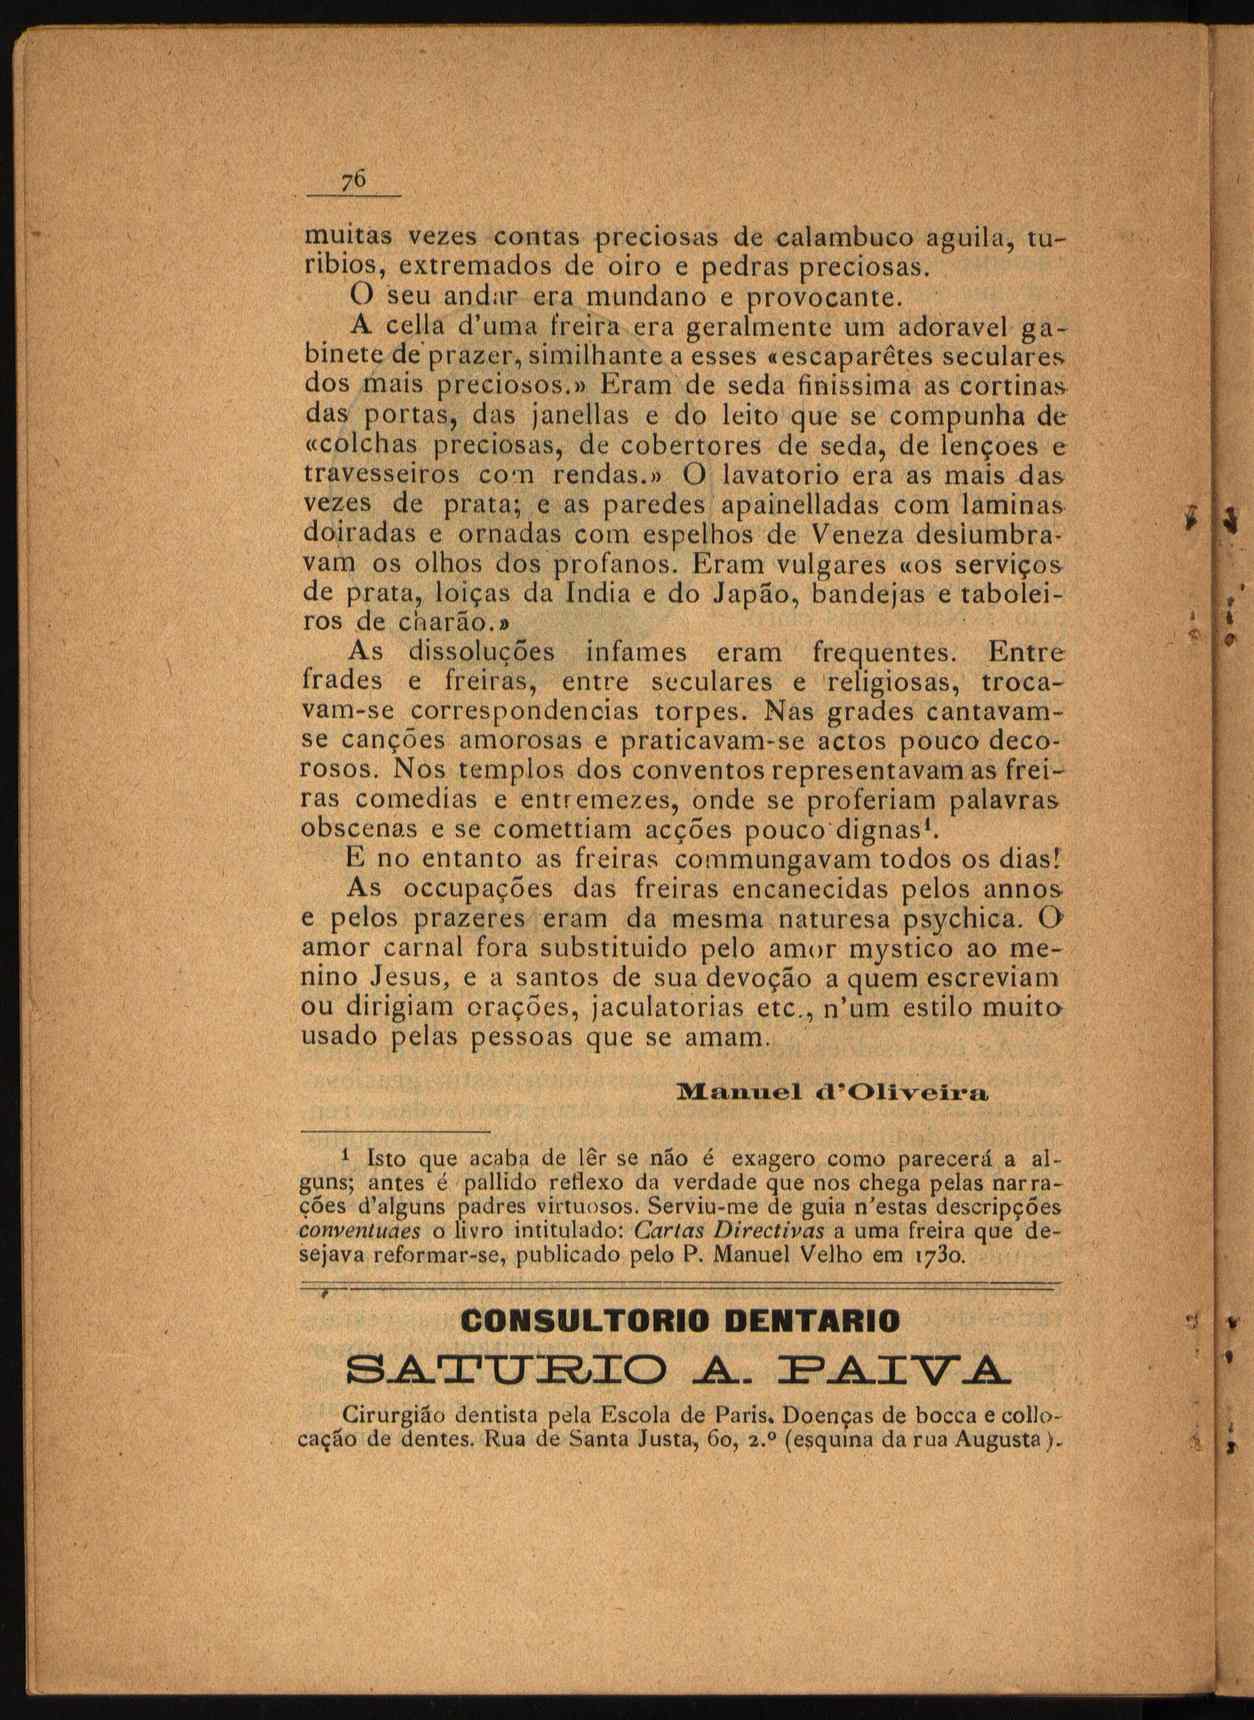 76
muitas vezes contas preciosas de calambuco aguila, tu-
ribios, extremados de oiro e pedras preciosas.
O seu andar era mundano e provocante.
A cella d'uma freira era geralmente um adoravel ga-
binete de prazer, similhante a esses «escaparêtes seculares
dos mais preciosos.» Eram de seda finissima as cortinas
das portas, das janellas e do leito que se compunha de
«colchas preciosas, de cobertores de seda, de lençoes e
travesseiros com rendas.» O lavatorio era as mais das
vezes de prata; e as paredes apainelladas com laminas
doiradas e ornadas com espelhos de Veneza deslumbra-
vam os olhos dos profanos. Eram vulgares «os serviços
de prata, loiças da India e do Japão, bandejas e tabolei-
ros de charão.»
As dissoluções infames eram frequentes. Entre
frades e freiras, entre seculares e religiosas, troca-
vam-se correspondencias torpes. Nas grades cantavam-
se canções amorosas e praticavam-se actos pouco deco-
rosos. Nos templos dos conventos representavam as frei-
ras comedias e entremezes, onde se proferiam palavras
obscenas e se comettiam acções pouco dignas¹.
E no entanto as freiras commungavam todos os dias!
As occupações das freiras encanecidas pelos annos
e pelos prazeres eram da mesma naturesa psychica. O
amor carnal fora substituido pelo amor mystico ao me-
nino Jesus, e a santos de sua devoção a quem escreviam
ou dirigiam orações, jaculatorias etc., n'um estilo muito
usado pelas pessoas que se amam.
Manuel d'Oliveira
¹ Isto que acaba de lêr se não é exagero como parecerá a al-
guns; antes é pallido reflexo da verdade que nos chega pelas narra-
ções d'alguns padres virtuosos. Serviu-me de guia n'estas descripções
conventuaes o livro intitulado: Cartas Directivas a uma freira que de-
sejava reformar-se, publicado pelo P. Manuel Velho em 1730.
CONSULTORIO DENTARIO
SATURIO A. PAIVA
Cirurgião dentista pela Escola de Paris. Doenças de bocca e collo-
cação de dentes. Rua de Santa Justa, 60, 2.º (esquina da rua Augusta).